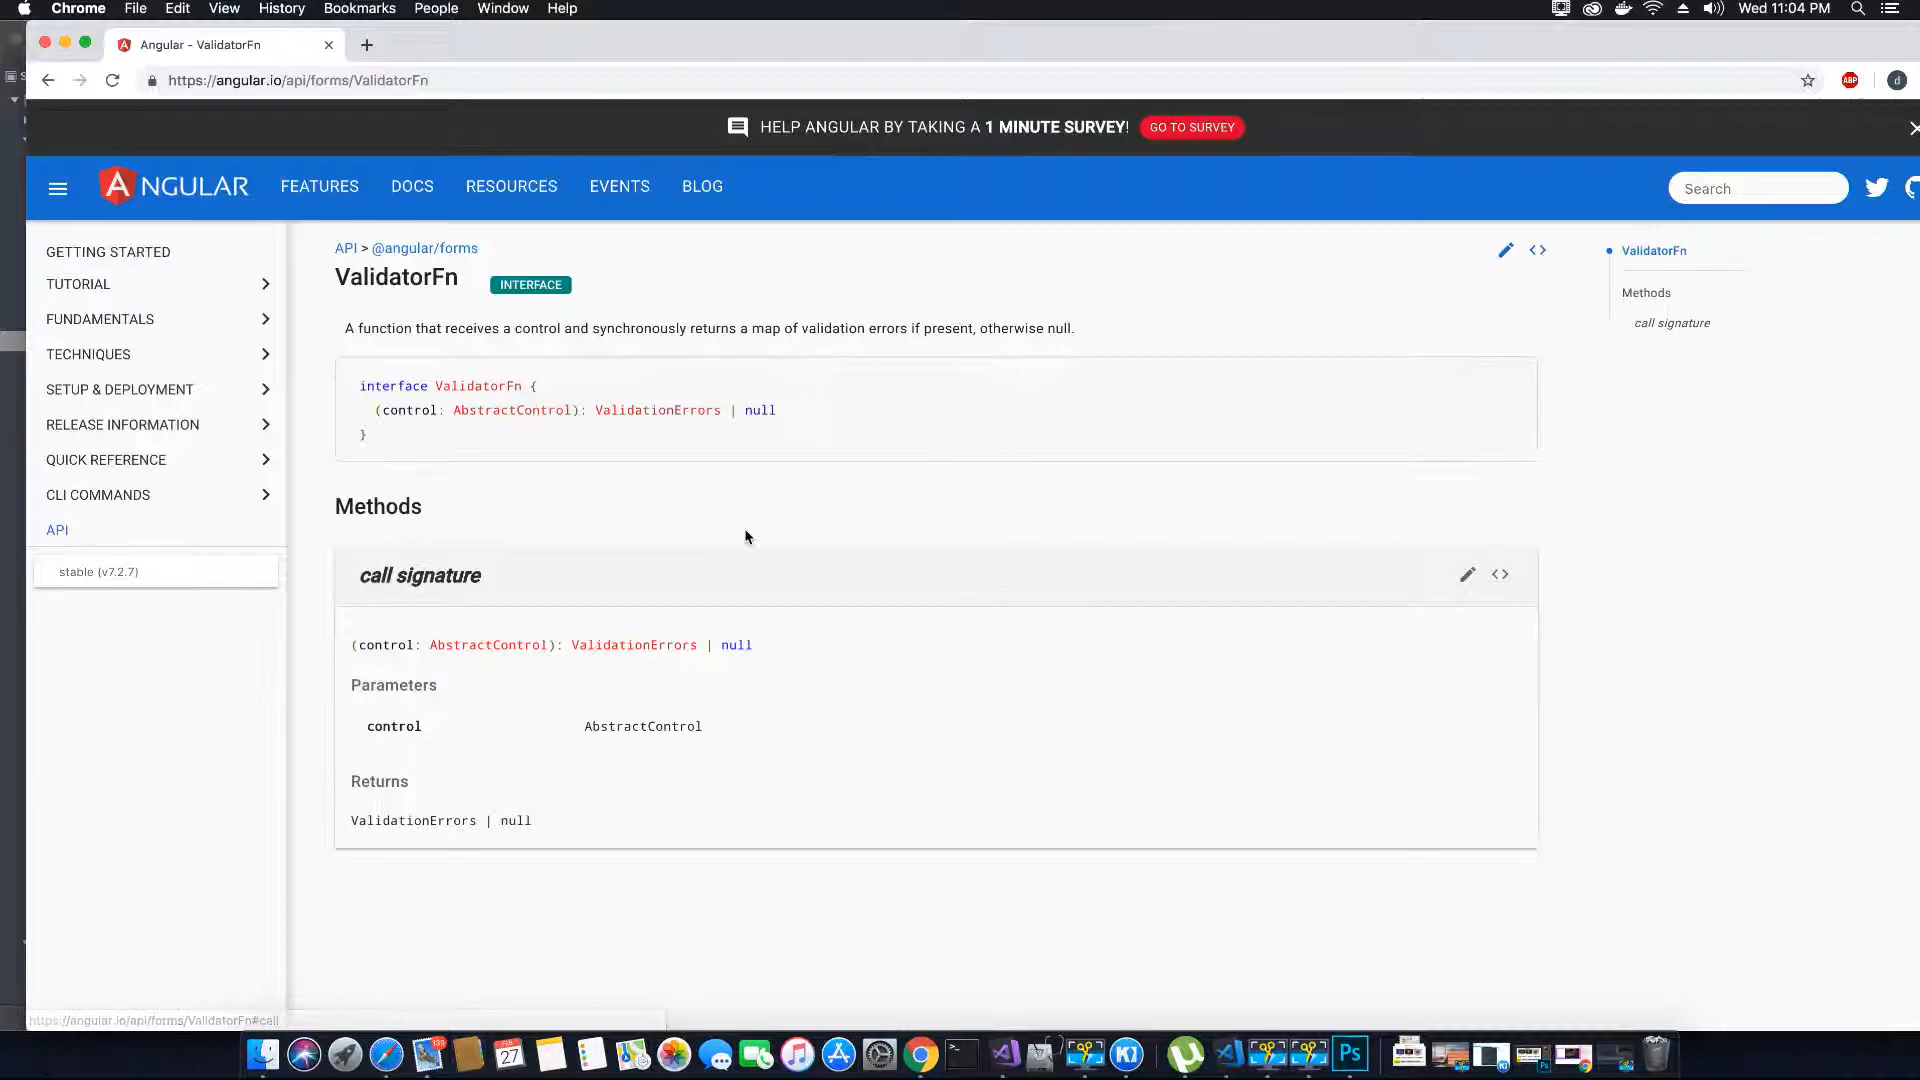 Chrome File Edit View History Bookmarks People Window Help Wed 11:04 PM
Angular - ValidatorFn
https://angular.io/api/forms/ValidatorFn
ABP
d
HELP ANGULAR BY TAKING A 1 MINUTE SURVEY! GO TO SURVEY
ANGULAR FEATURES DOCS RESOURCES EVENTS BLOG Search
GETTING STARTED
TUTORIAL
FUNDAMENTALS
TECHNIQUES
SETUP & DEPLOYMENT
RELEASE INFORMATION
QUICK REFERENCE
CLI COMMANDS
API
stable (v7.2.7)
API > @angular/forms
ValidatorFn INTERFACE
A function that receives a control and synchronously returns a map of validation errors if present, otherwise null.
interface ValidatorFn {
(control: AbstractControl): ValidationErrors | null
}
Methods
call signature
(control: AbstractControl): ValidationErrors | null
Parameters
control AbstractControl
Returns
ValidationErrors | null
ValidatorFn
Methods
call signature
https://angular.io/api/forms/ValidatorFn#call
FEB
27
Ps